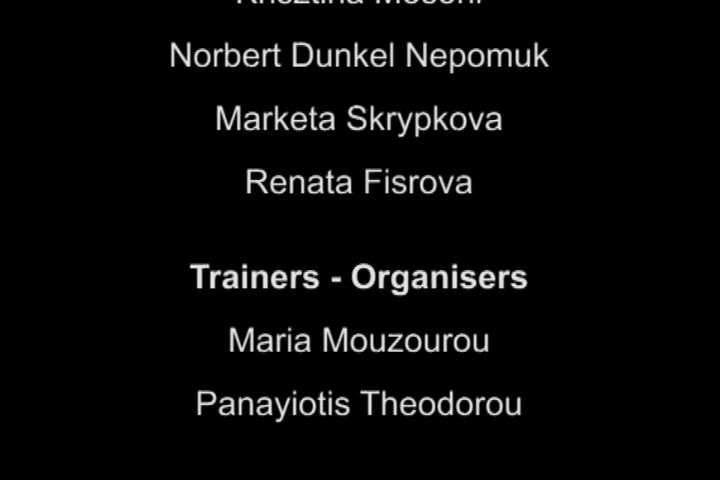 Norbert Dunkel Nepomuk
Marketa Skrypkova
Renata Fisrova
Trainers - Organisers
Maria Mouzourou
Panayiotis Theodorou